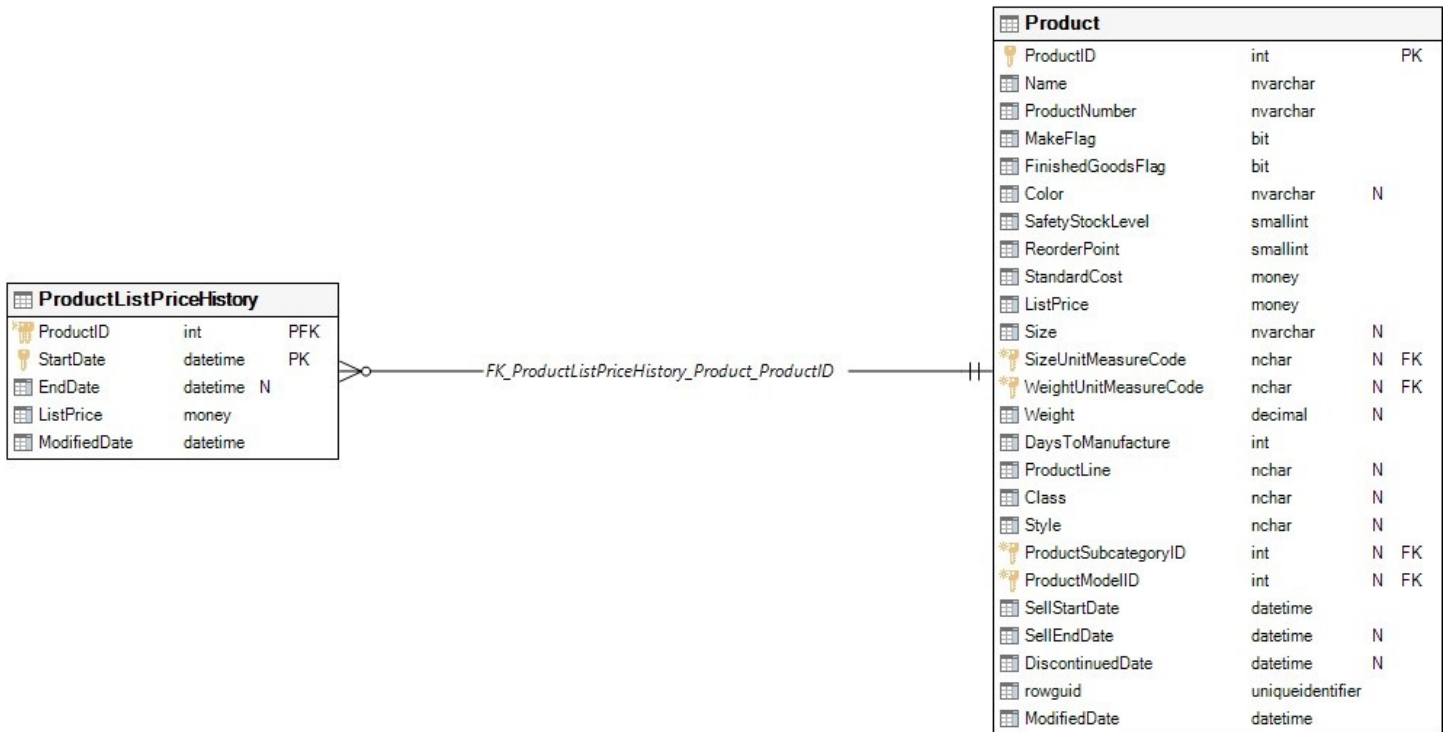 ProductListPriceHistory
ProductID int PFK
StartDate datetime PK
EndDate datetime N
ListPrice money
ModifiedDate datetime
FK_ProductListPriceHistory_Product_ProductID
Product
ProductID int PK
Name nvarchar
ProductNumber nvarchar
MakeFlag bit
FinishedGoodsFlag bit
Color nvarchar N
SafetyStockLevel smallint
ReorderPoint smallint
StandardCost money
ListPrice money
Size nvarchar N
SizeUnitMeasureCode nchar N FK
WeightUnitMeasureCode nchar N FK
Weight decimal N
DaysToManufacture int
ProductLine nchar N
Class nchar N
Style nchar N
ProductSubcategoryID int N FK
ProductModelID int N FK
SellStartDate datetime
SellEndDate datetime N
DiscontinuedDate datetime N
rowguid uniqueidentifier
ModifiedDate datetime